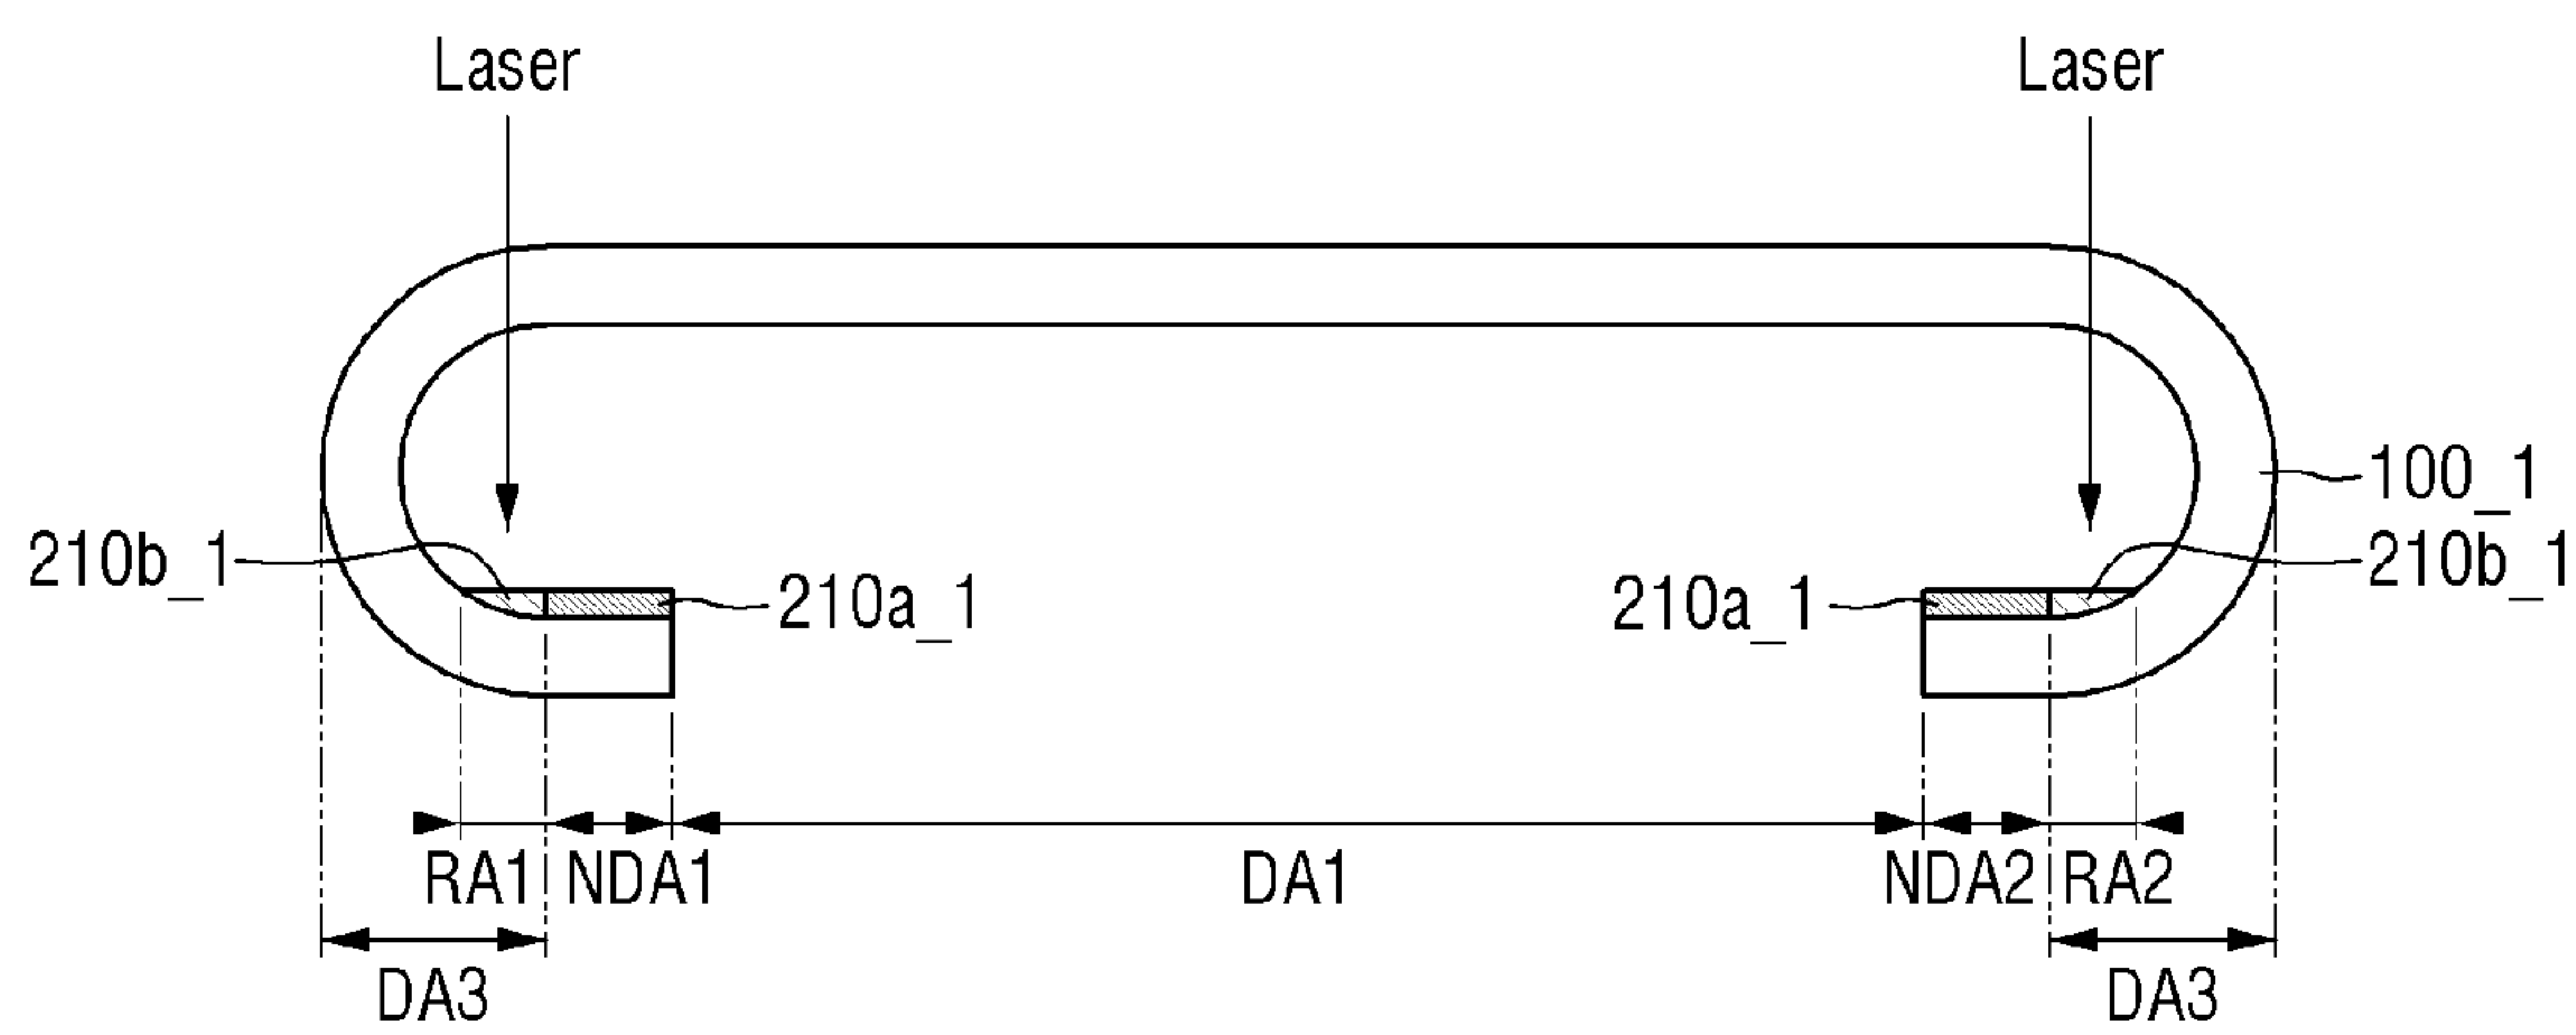 Laser Laser
100_1
210b_1 210a_1 210a_1 210b_1
RA1 NDA1 DA1 NDA2 RA2
DA3 DA3